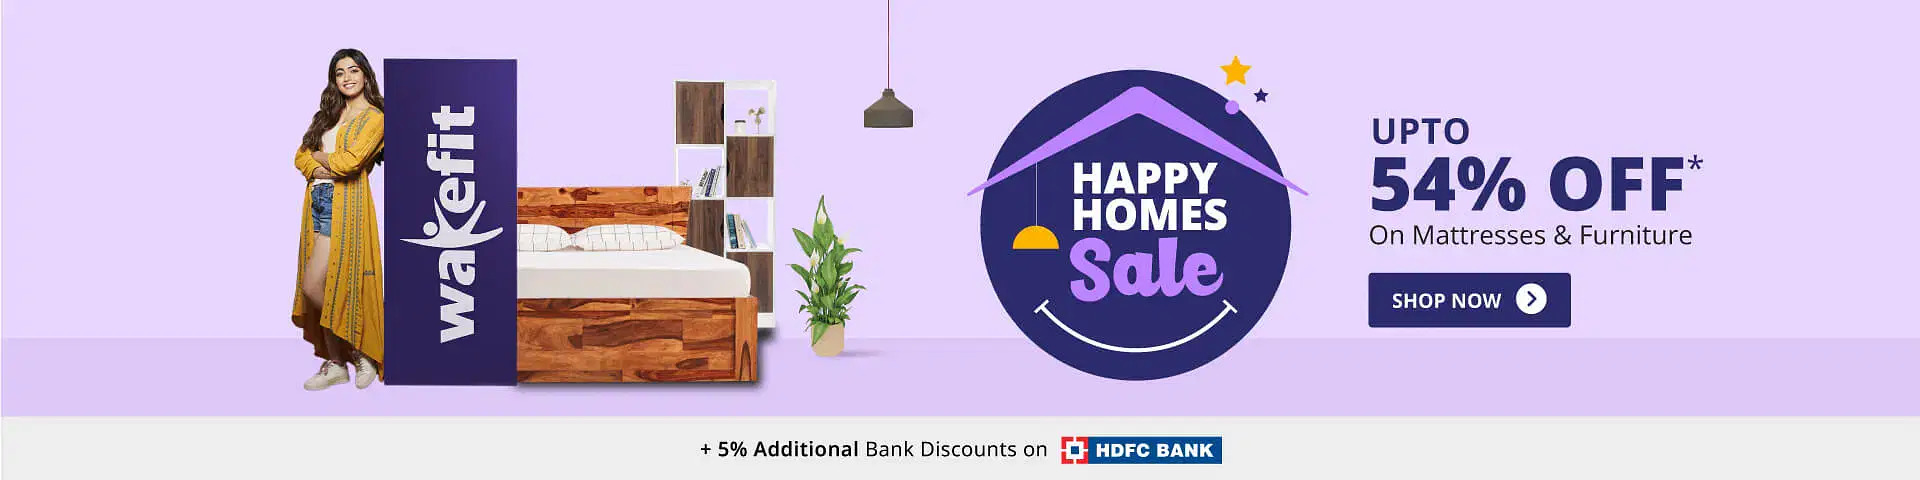 wakefit
HAPPY
HOMES
Sale
UPTO
54% OFF*
On Mattresses & Furniture
SHOP NOW
+ 5% Additional Bank Discounts on HDFC BANK